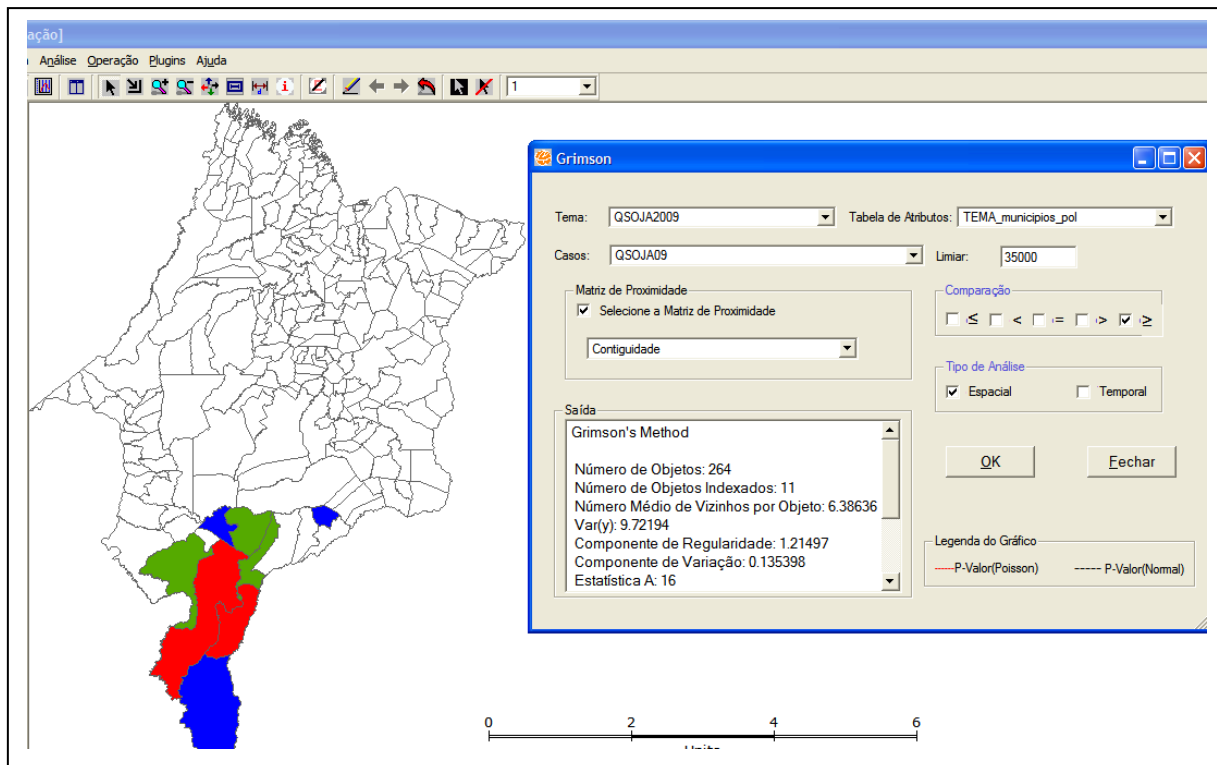 ação]
Análise Operação Plugins Ajuda
1
Grimson
Tema: QSOJA2009 Tabela de Atributos: TEMA_municipios_pol
Casos: QSOJA09 Limiar: 35000
Matriz de Proximidade
Selecione a Matriz de Proximidade
Contiguidade
Comparação
≤ < = > ≥
Tipo de Análise
Espacial Temporal
Saída
Grimson's Method
Número de Objetos: 264
Número de Objetos Indexados: 11
Número Médio de Vizinhos por Objeto: 6.38636
Var(y): 9.72194
Componente de Regularidade: 1.21497
Componente de Variação: 0.135398
Estatística A: 16
OK Fechar
Legenda do Gráfico
-----P-Valor(Poisson) ----- P-Valor(Normal)
0 2 4 6